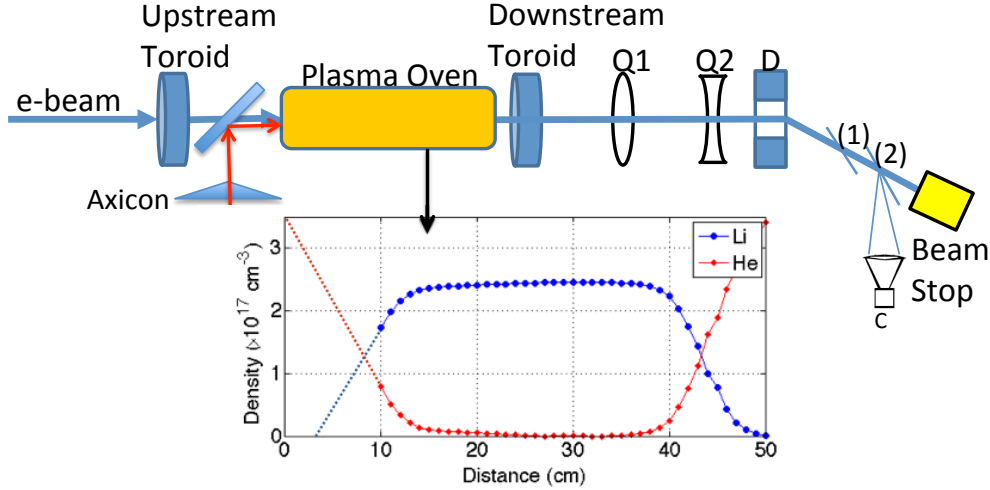 Upstream
Toroid
Downstream
Toroid
Plasma Oven
Q1
Q2
D
e-beam
(1)
(2)
Axicon
Beam
Stop
C
Li
He
Density (×10¹⁷ cm⁻³)
3
2
1
0
0
10
20
30
40
50
Distance (cm)